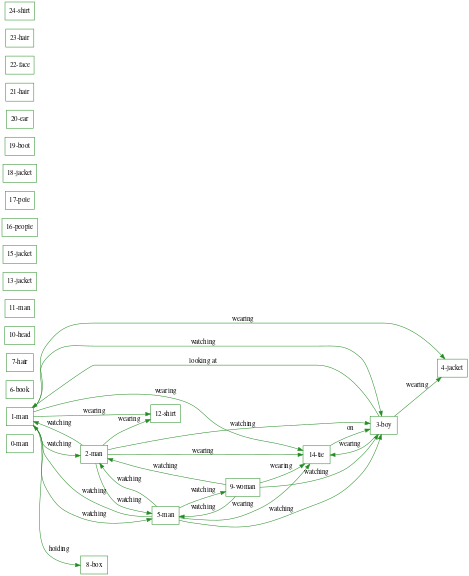 24-shirt
23-hair
22-face
21-hair
20-car
19-boot
18-jacket
17-pole
16-people
15-jacket
13-jacket
11-man
10-head
7-hair
6-book
1-man
0-man
wearing
watching
looking at
4-jacket
wearing
wearing
wearing
12-shirt
watching
wearing
watching
3-boy
on
watching
2-man
wearing
14-tie
wearing
watching
wearing
watching
watching
9-woman
watching
watching
watching
wearing
watching
watching
5-man
watching
holding
8-box